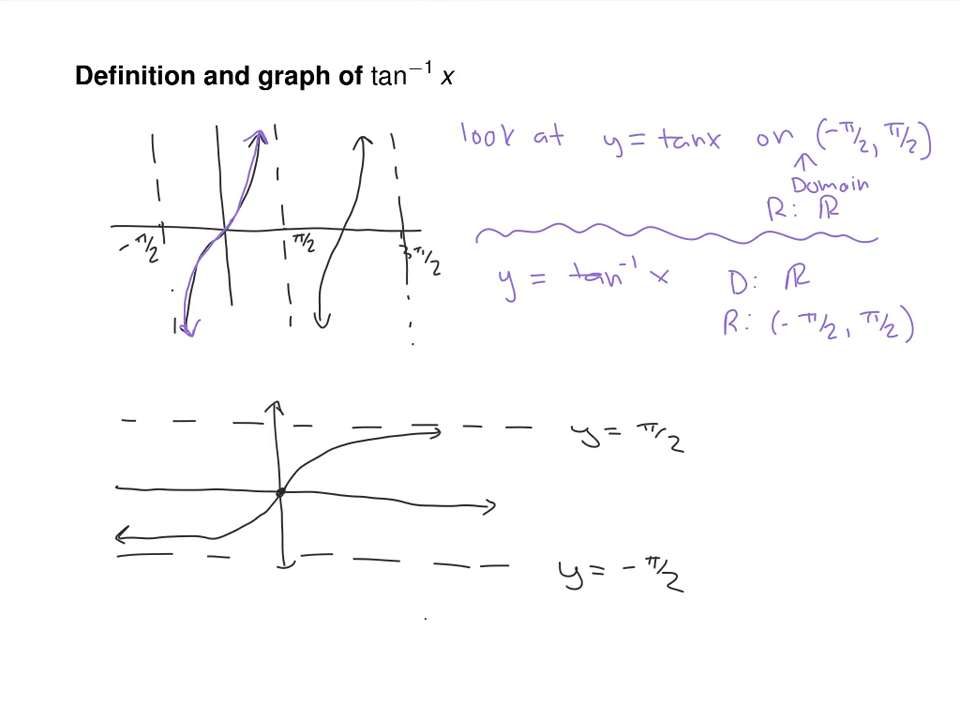 Definition and graph of tan⁻¹ x
look at y = tanx on (-π/2, π/2)
Domain
R: ℝ
-π/2 π/2 3π/2
y = tan⁻¹ x D: ℝ
R: (-π/2, π/2)
y = π/2
y = -π/2